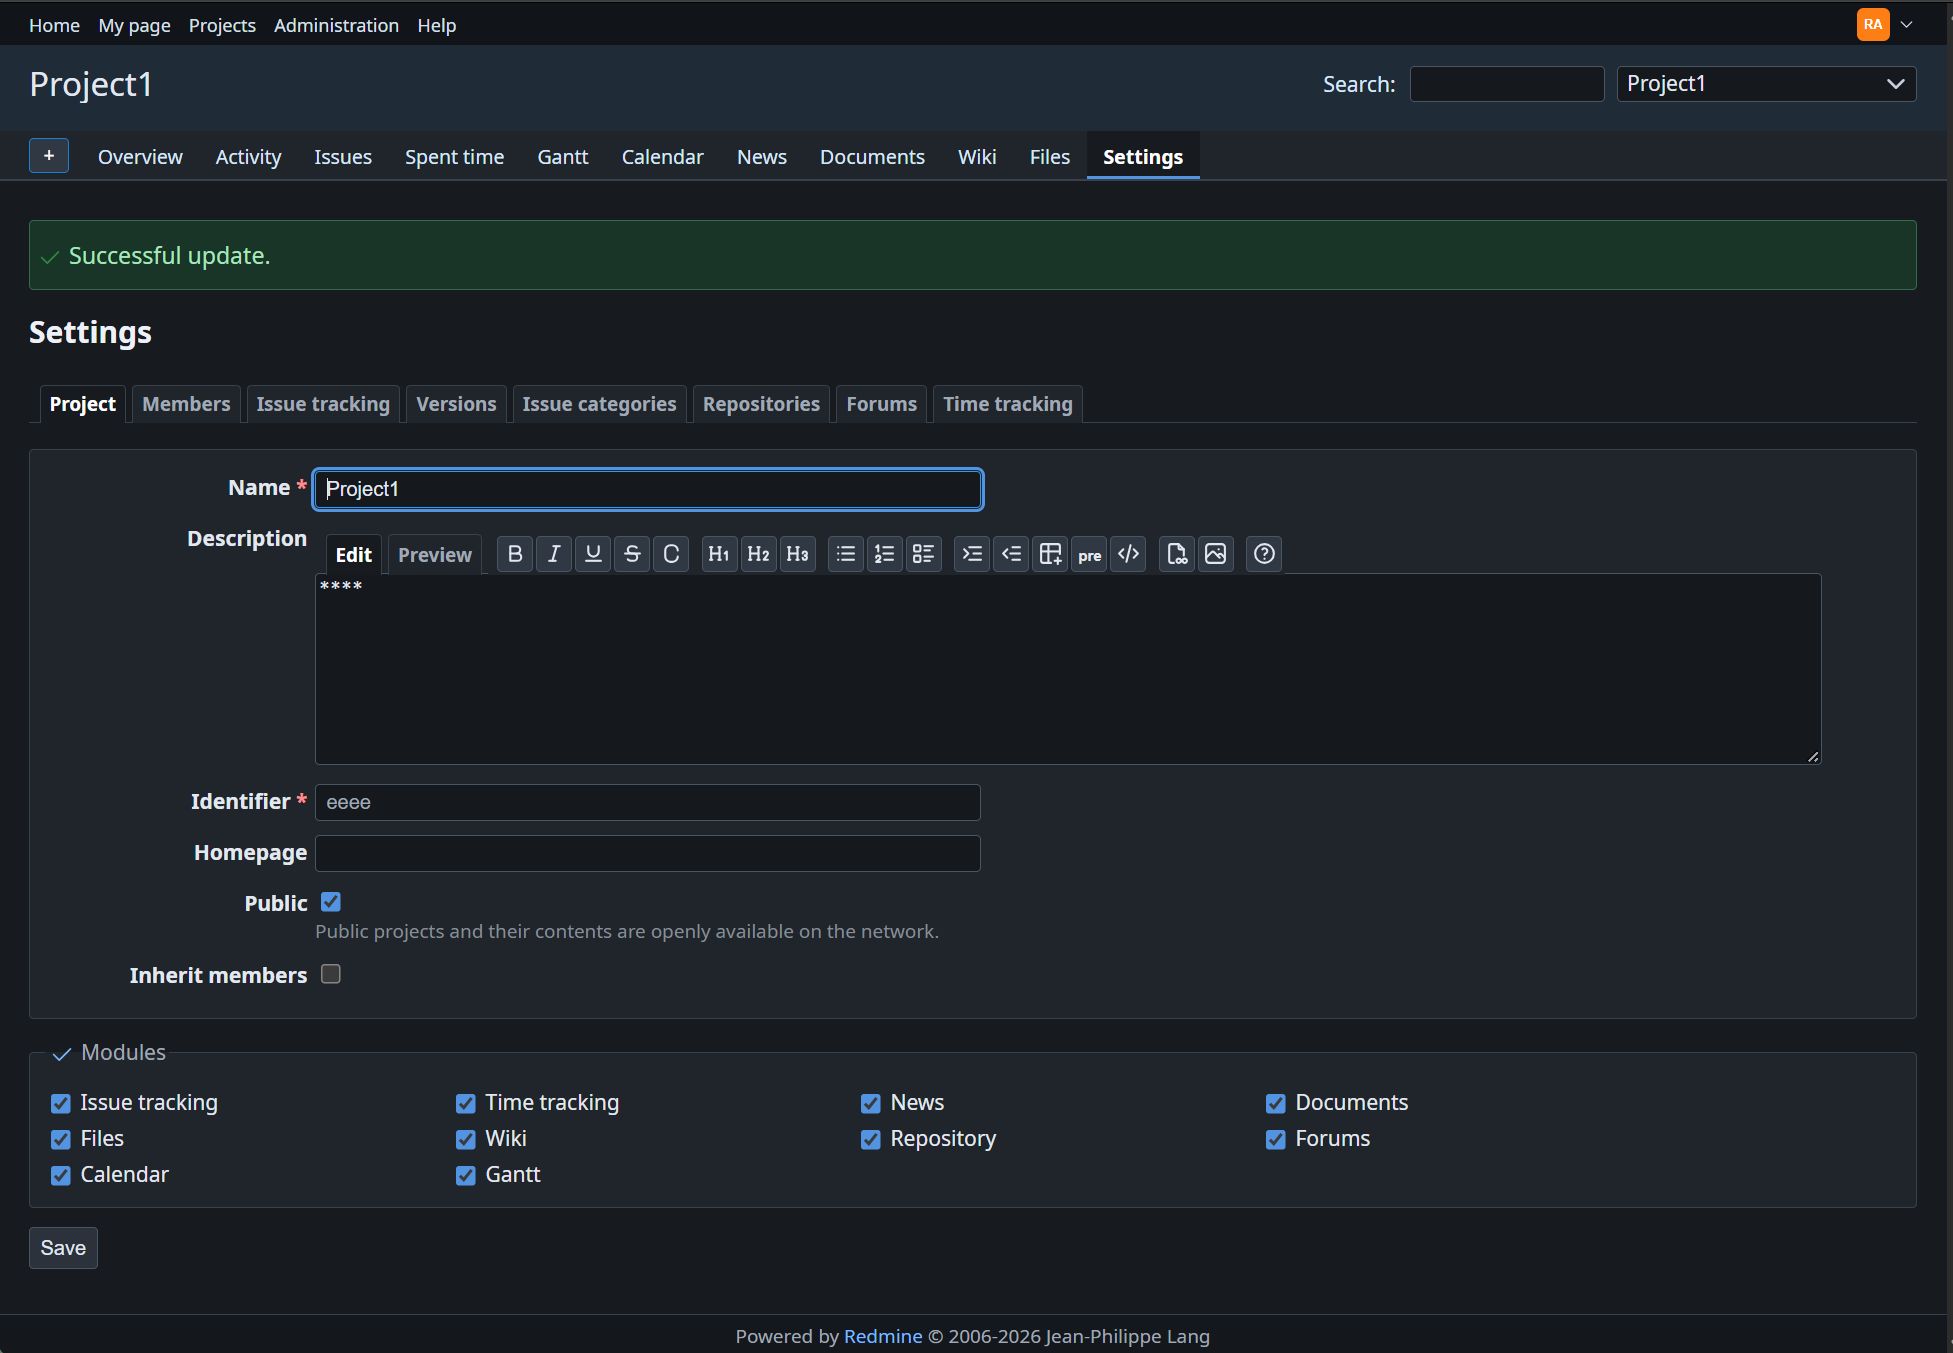 Home My page Projects Administration Help RA
Project1 Search: Project1
+ Overview Activity Issues Spent time Gantt Calendar News Documents Wiki Files Settings
Successful update.
Settings
Project Members Issue tracking Versions Issue categories Repositories Forums Time tracking
Name * Project1
Description Edit Preview B I U S C H1 H2 H3 pre </> ?
****
Identifier * eeee
Homepage
Public
Public projects and their contents are openly available on the network.
Inherit members
Modules
Issue tracking Time tracking News Documents
Files Wiki Repository Forums
Calendar Gantt
Save
Powered by Redmine © 2006-2026 Jean-Philippe Lang